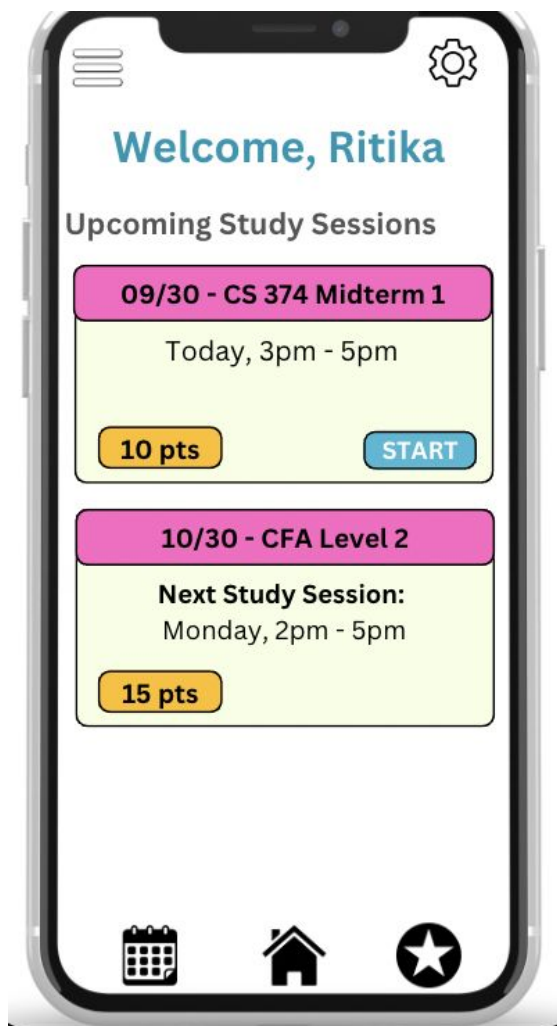 Welcome, Ritika
Upcoming Study Sessions
09/30 - CS 374 Midterm 1
Today, 3pm - 5pm
10 pts
START
10/30 - CFA Level 2
Next Study Session:
Monday, 2pm - 5pm
15 pts